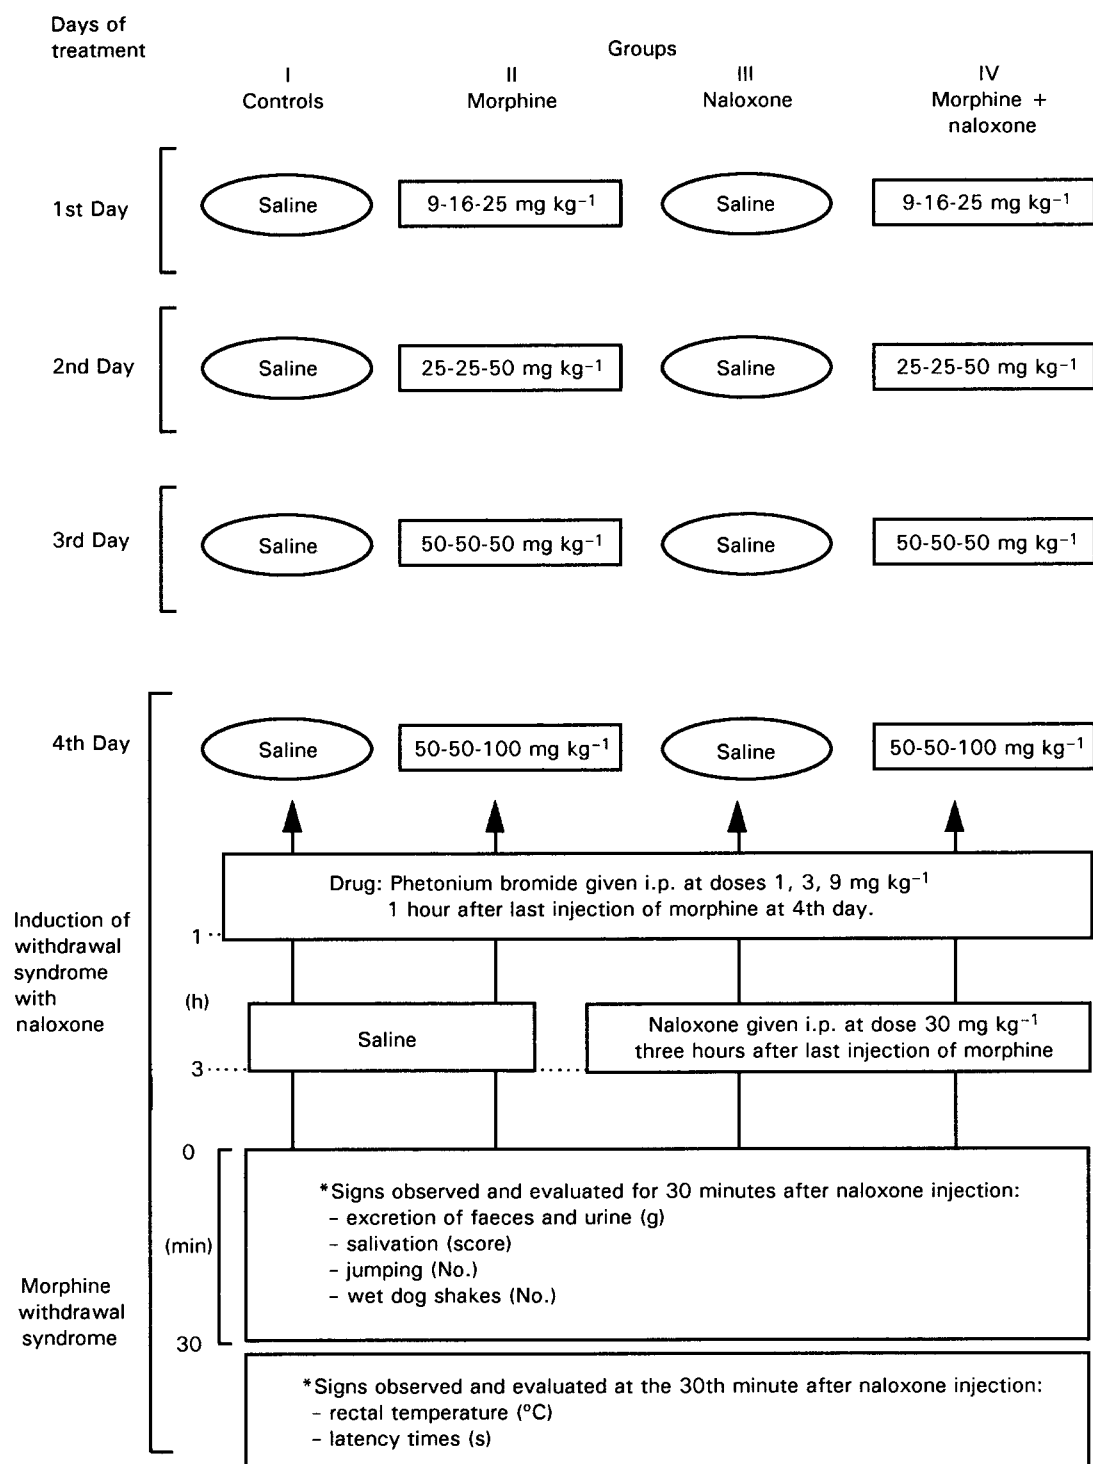 Days of
treatment
Groups
I
II
III
IV
Controls
Morphine
Naloxone
Morphine +
naloxone
1st Day
Saline
9-16-25 mg kg⁻¹
Saline
9-16-25 mg kg⁻¹
2nd Day
Saline
25-25-50 mg kg⁻¹
Saline
25-25-50 mg kg⁻¹
3rd Day
Saline
50-50-50 mg kg⁻¹
Saline
50-50-50 mg kg⁻¹
4th Day
Saline
50-50-100 mg kg⁻¹
Saline
50-50-100 mg kg⁻¹
Drug: Phetonium bromide given i.p. at doses 1, 3, 9 mg kg⁻¹
1 hour after last injection of morphine at 4th day.
Induction of
withdrawal
syndrome
with
naloxone
1
(h)
3
Saline
Naloxone given i.p. at dose 30 mg kg⁻¹
three hours after last injection of morphine
0
(min)
30
Morphine
withdrawal
syndrome
*Signs observed and evaluated for 30 minutes after naloxone injection:
– excretion of faeces and urine (g)
– salivation (score)
– jumping (No.)
– wet dog shakes (No.)
*Signs observed and evaluated at the 30th minute after naloxone injection:
– rectal temperature (ºC)
– latency times (s)